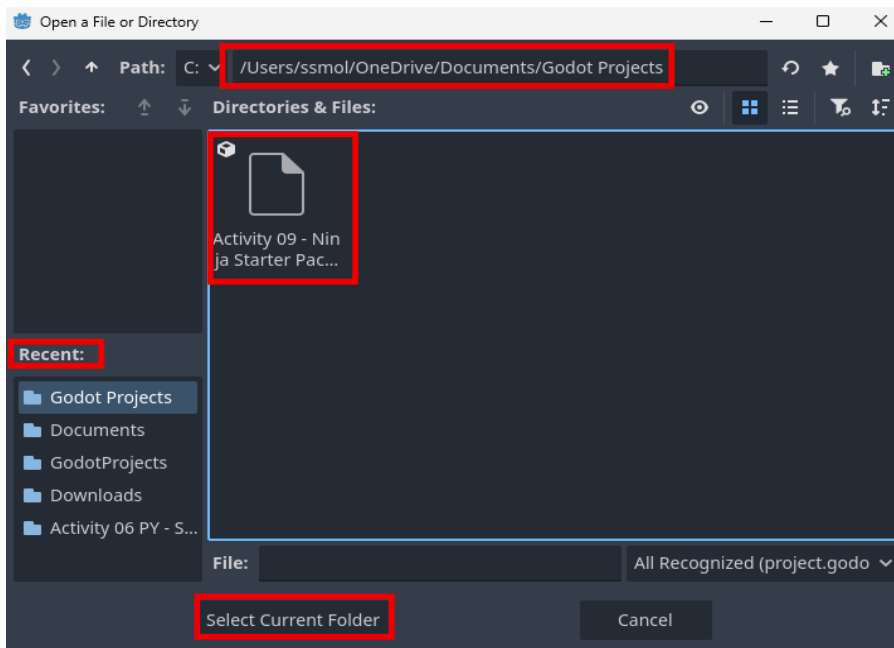 Open a File or Directory
Path: C: /Users/ssmol/OneDrive/Documents/Godot Projects
Favorites: Directories & Files:
Activity 09 - Nin
ja Starter Pac...
Recent:
Godot Projects
Documents
GodotProjects
Downloads
Activity 06 PY - S...
File: All Recognized (project.godo
Select Current Folder Cancel